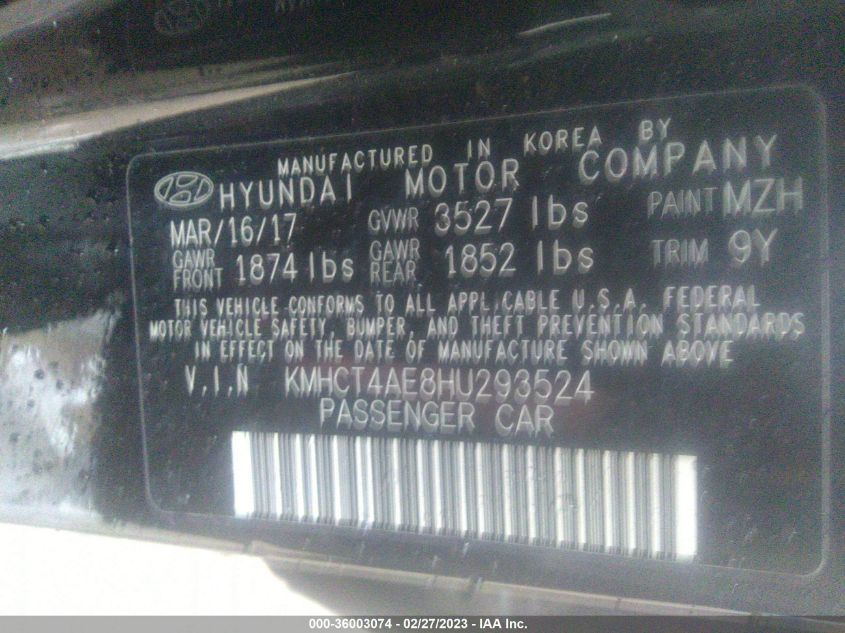 MANUFACTURED IN KOREA BY
HYUNDAI MOTOR COMPANY
MAR/16/17 GVWR 3527 lbs PAINT MZH
GAWR FRONT 1874 lbs GAWR REAR 1852 lbs TRIM 9Y
THIS VEHICLE CONFORMS TO ALL APPLICABLE U.S.A. FEDERAL
MOTOR VEHICLE SAFETY, BUMPER, AND THEFT PREVENTION STANDARDS
IN EFFECT ON THE DATE OF MANUFACTURE SHOWN ABOVE
V.I.N KMHCT4AE8HU293524
PASSENGER CAR
000-36003074 - 02/27/2023 - IAA Inc.